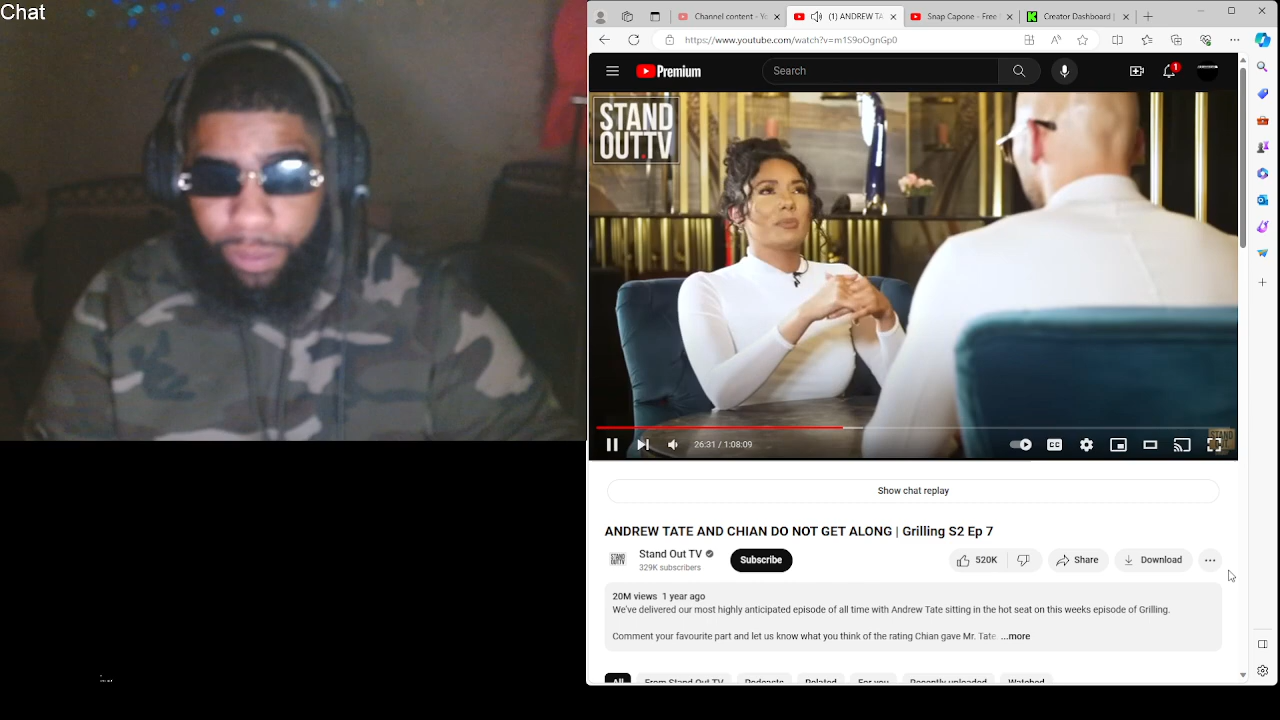 Chat
Channel content - Yo
(1) ANDREW TA
Snap Capone - Free
Creator Dashboard |
https://www.youtube.com/watch?v=m1S9oOgnGp0
Premium
Search
1
STAND
OUTTV
CC
26:31 / 1:08:09
STAND
OUT
Show chat replay
ANDREW TATE AND CHIAN DO NOT GET ALONG | Grilling S2 Ep 7
Stand Out TV
329K subscribers
Subscribe
520K
Share
Download
20M views 1 year ago
We've delivered our most highly anticipated episode of all time with Andrew Tate sitting in the hot seat on this weeks episode of Grilling.
Comment your favourite part and let us know what you think of the rating Chian gave Mr. Tate. ...more
All From Stand Out TV Podcasts Related For you Recently uploaded Watched